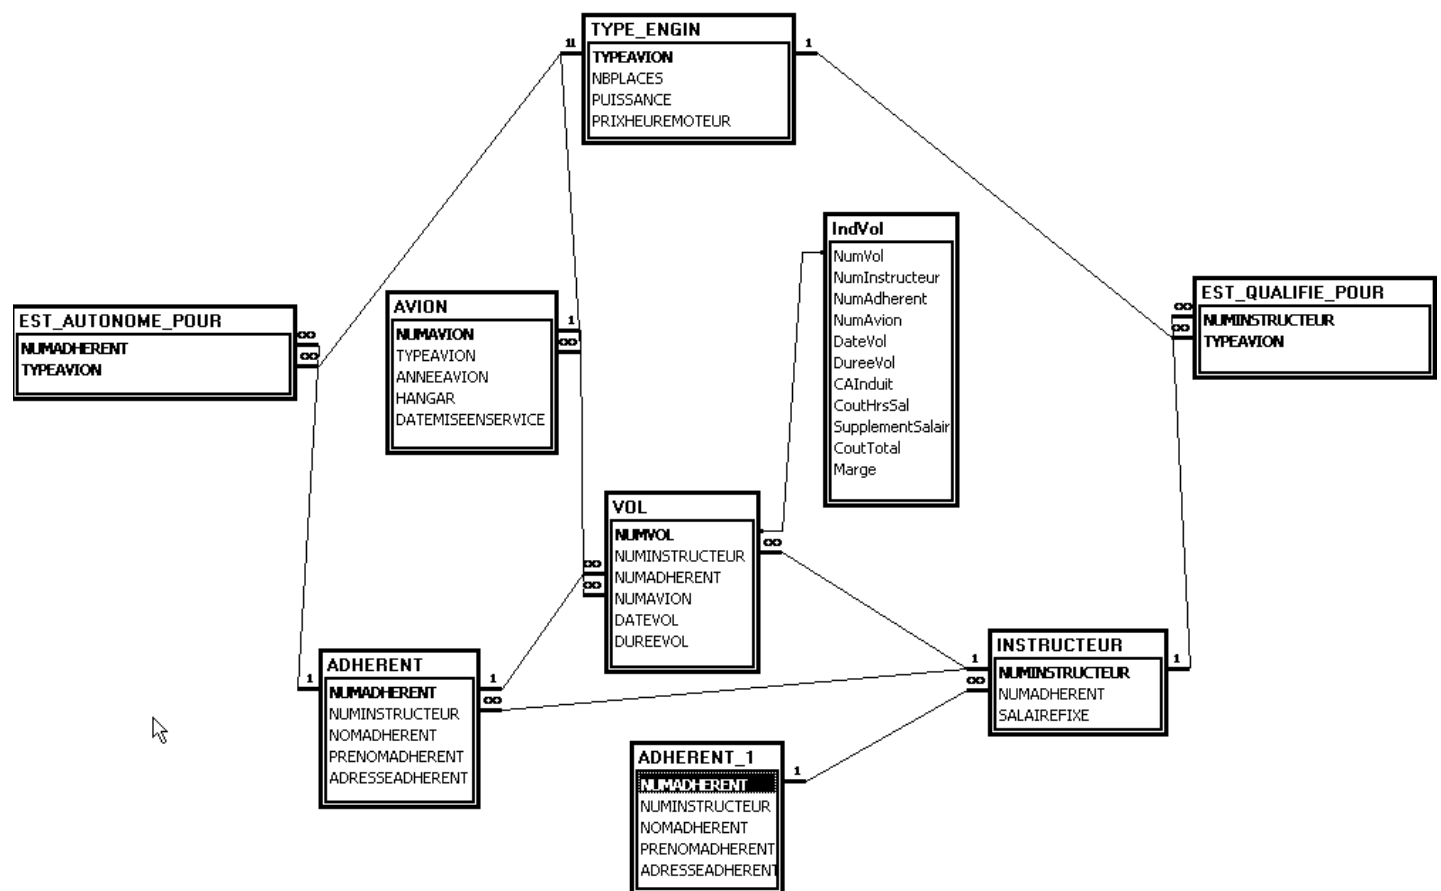 TYPE_ENGIN
11
1
TYPEAVION
NBPLACES
PUISSANCE
PRIXHEUREMOTEUR
IndVol
NumVol
NumInstructeur
NumAdherent
NumAvion
DateVol
DureeVol
CAInduit
CoutHrsSal
SupplementSalair
CoutTotal
Marge
EST_AUTONOME_POUR
∞
NUMADHERENT
∞
TYPEAVION
AVION
1
NUMAVION
∞
TYPEAVION
ANNEEAVION
HANGAR
DATEMISEENSERVICE
EST_QUALIFIE_POUR
∞
NUMINSTRUCTEUR
∞
TYPEAVION
VOL
NUMVOL
∞
NUMINSTRUCTEUR
∞
NUMADHERENT
∞
NUMAVION
DATEVOL
DUREEVOL
ADHERENT
1
1
NUMADHERENT
∞
NUMINSTRUCTEUR
NOMADHERENT
PRENOMADHERENT
ADRESSEADHERENT
INSTRUCTEUR
1
1
NUMINSTRUCTEUR
∞
NUMADHERENT
SALAIREFIXE
ADHERENT_1
1
NUMADHERENT
NUMINSTRUCTEUR
NOMADHERENT
PRENOMADHERENT
ADRESSEADHERENT